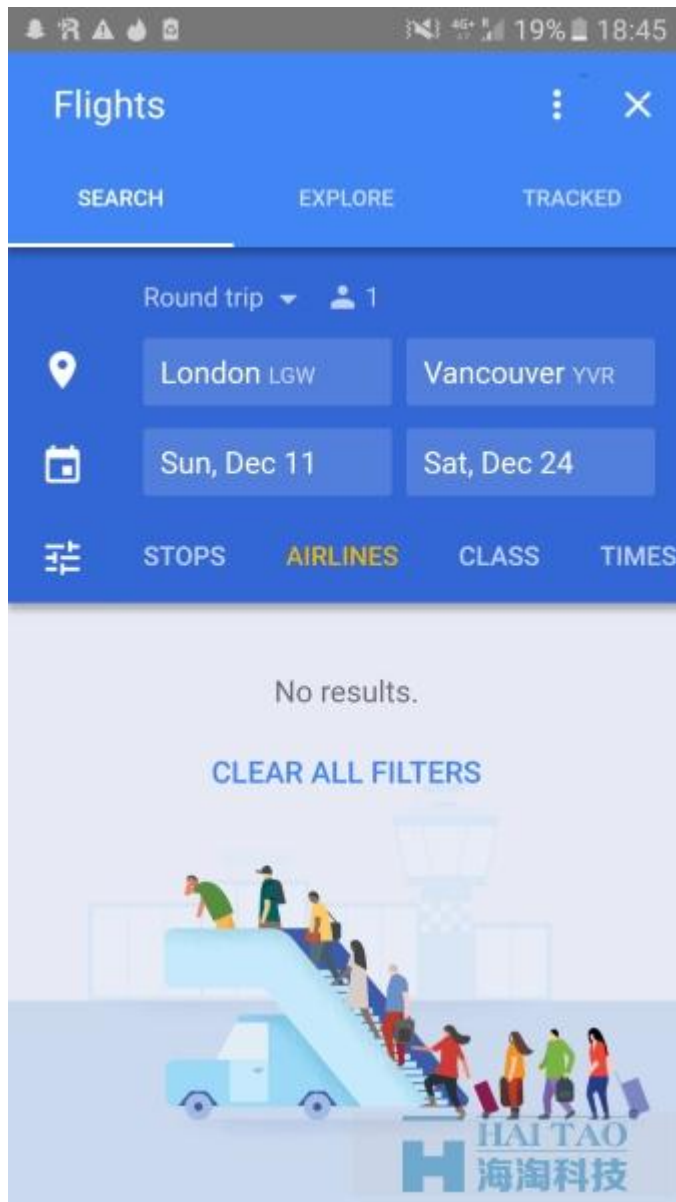 4G+ 19% 18:45
Flights
SEARCH EXPLORE TRACKED
Round trip 1
London LGW Vancouver YVR
Sun, Dec 11 Sat, Dec 24
STOPS AIRLINES CLASS TIMES
No results.
CLEAR ALL FILTERS
HAI TAO
海淘科技